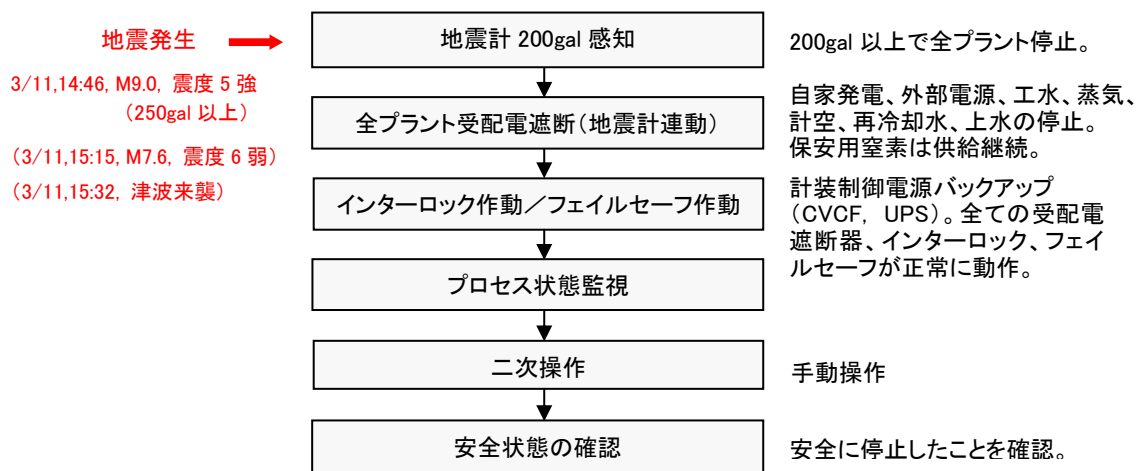 地震発生
地震計 200gal 感知
200gal 以上で全プラント停止。
3/11,14:46, M9.0, 震度 5 強
（250gal 以上）
全プラント受配電遮断（地震計連動）
自家発電、外部電源、工水、蒸気、
計空、再冷却水、上水の停止。
保安用窒素は供給継続。
（3/11,15:15, M7.6, 震度 6 弱）
（3/11,15:32, 津波来襲）
インターロック作動／フェイルセーフ作動
計装制御電源バックアップ
（CVCF, UPS）。全ての受配電
遮断器、インターロック、フェイ
ルセーフが正常に動作。
プロセス状態監視
二次操作
手動操作
安全状態の確認
安全に停止したことを確認。